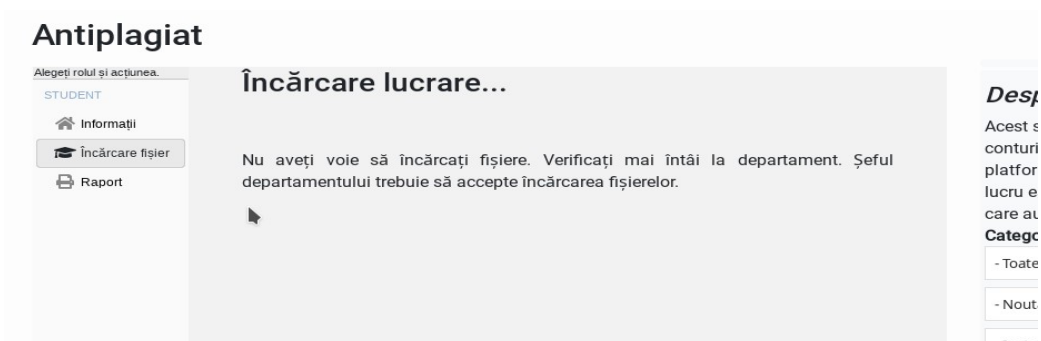 Antiplagiat
Alegeți rolul și acțiunea.
STUDENT
Informații
Încărcare fișier
Raport
Încărcare lucrare...
Nu aveți voie să încărcați fișiere. Verificați mai întâi la departament. Șeful
departamentului trebuie să accepte încărcarea fișierelor.
Desp
Acest s
conturi
platfor
lucru e
care au
Catego
- Toate
- Nout